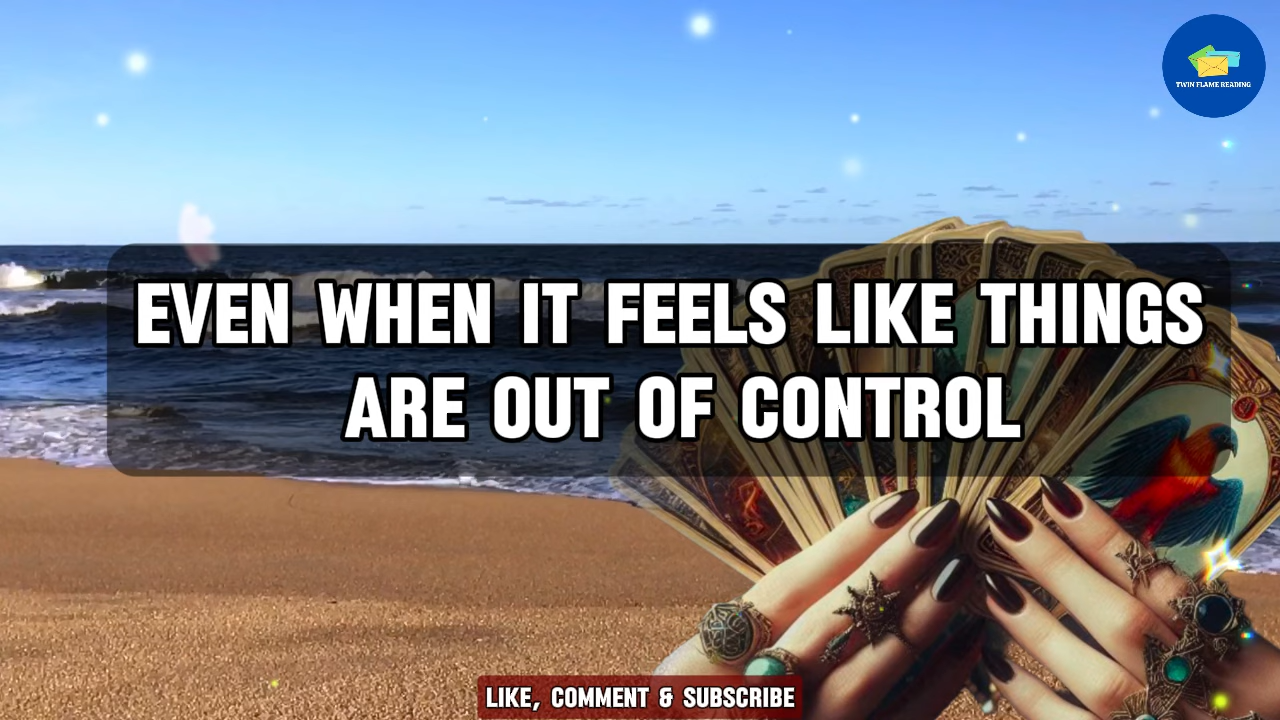 TWIN FLAME READING
EVEN WHEN IT FEELS LIKE THINGS
ARE OUT OF CONTROL
LIKE, COMMENT & SUBSCRIBE